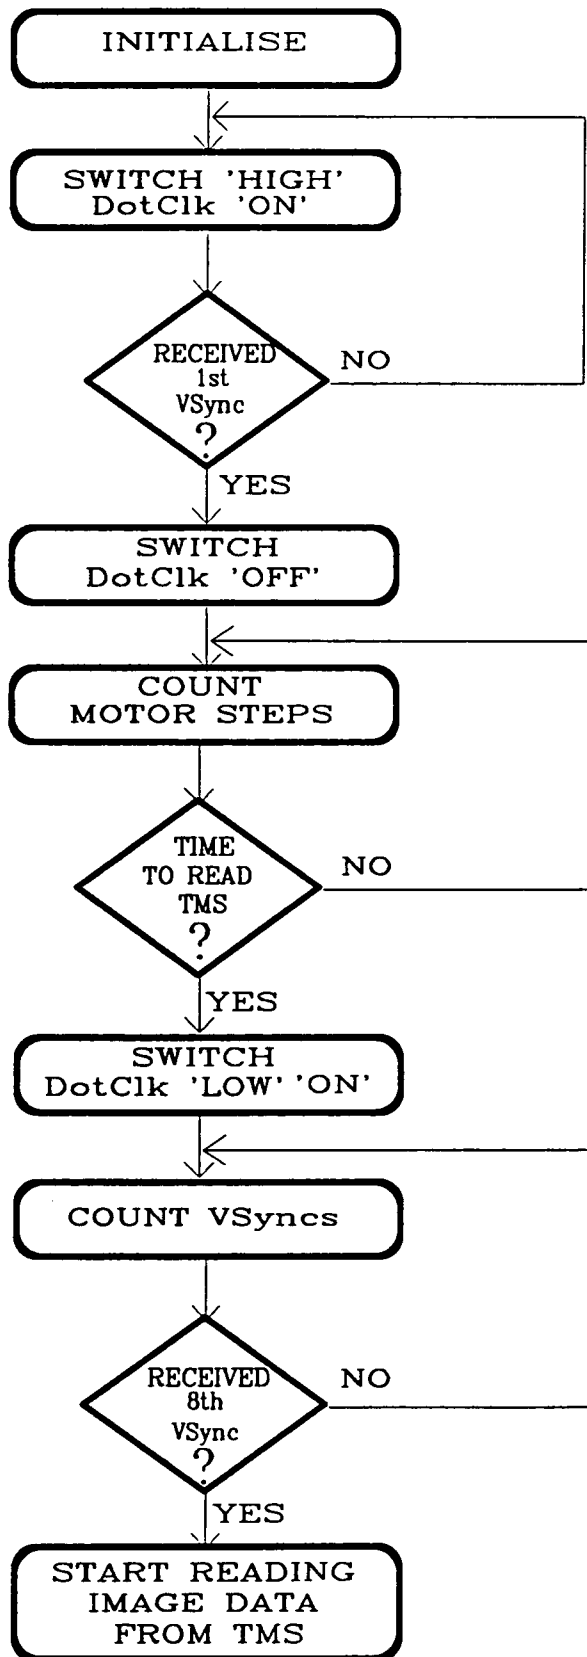 INITIALISE
SWITCH 'HIGH'
DotClk 'ON'
RECEIVED
1st
VSync
?
NO
YES
SWITCH
DotClk 'OFF'
COUNT
MOTOR STEPS
TIME
TO READ
TMS
?
NO
YES
SWITCH
DotClk 'LOW' 'ON'
COUNT VSyncs
RECEIVED
8th
VSync
?
NO
YES
START READING
IMAGE DATA
FROM TMS